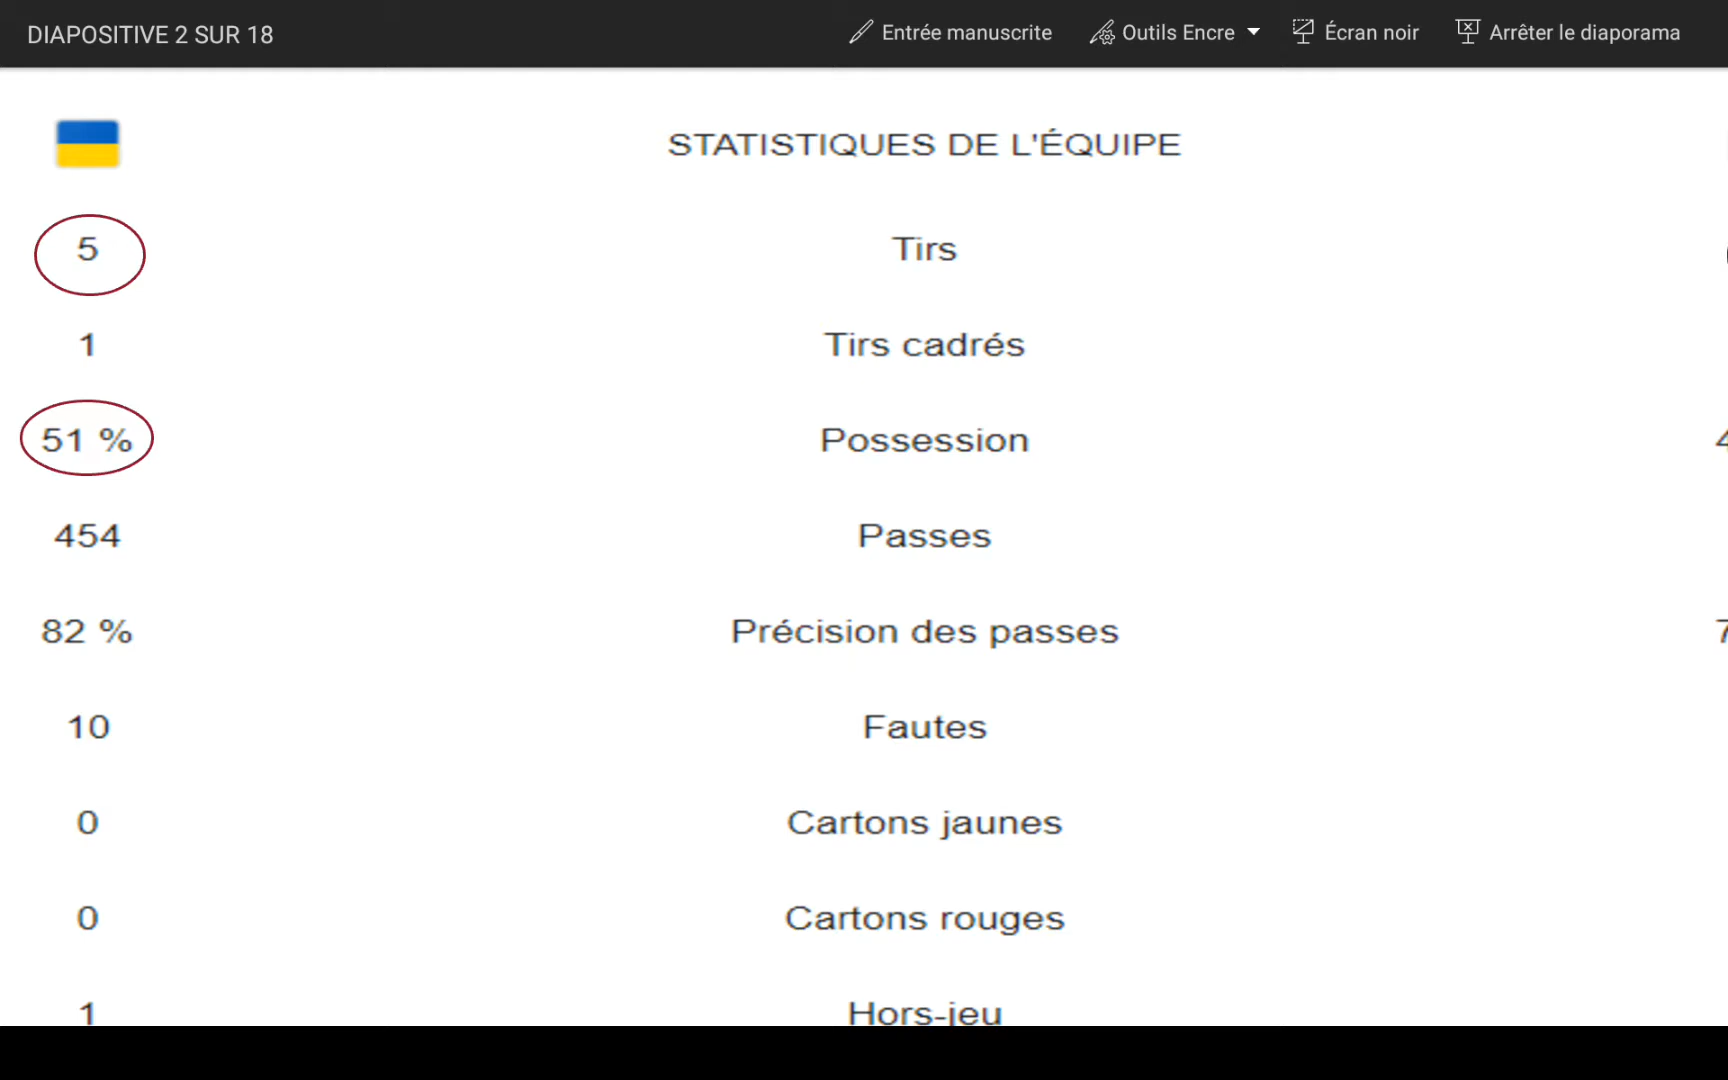 DIAPOSITIVE 2 SUR 18 Entrée manuscrite Outils Encre Écran noir Arrêter le diaporama
STATISTIQUES DE L'ÉQUIPE
5 Tirs
1 Tirs cadrés
51 % Possession
454 Passes
82 % Précision des passes
10 Fautes
0 Cartons jaunes
0 Cartons rouges
1 Hors-jeu